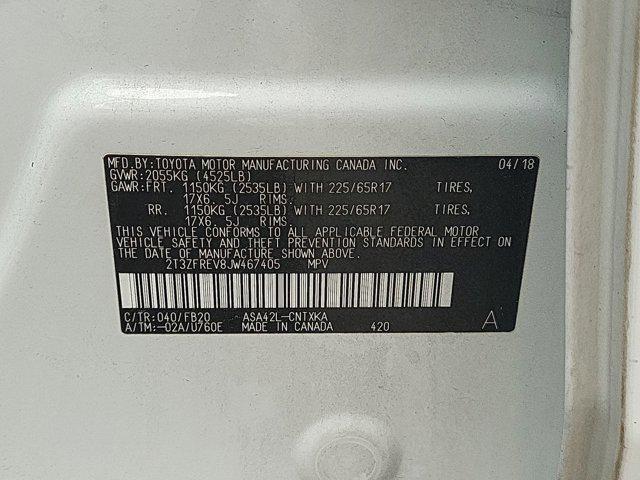 MFD.BY:TOYOTA MOTOR MANUFACTURING CANADA INC. 04/18
GVWR:2055KG (4525LB)
GAWR:FRT. 1150KG (2535LB) WITH 225/65R17 TIRES,
17X6. 5J RIMS.
RR. 1150KG (2535LB) WITH 225/65R17 TIRES,
17X6. 5J RIMS.
THIS VEHICLE CONFORMS TO ALL APPLICABLE FEDERAL MOTOR
VEHICLE SAFETY AND THEFT PREVENTION STANDARDS IN EFFECT ON
THE DATE OF MANUFACTURE SHOWN ABOVE.
2T3ZFREV8JW467405 MPV
C/TR:040/FB20 ASA42L-CNTXKA
A/TM:-02A/U760E MADE IN CANADA 420 A